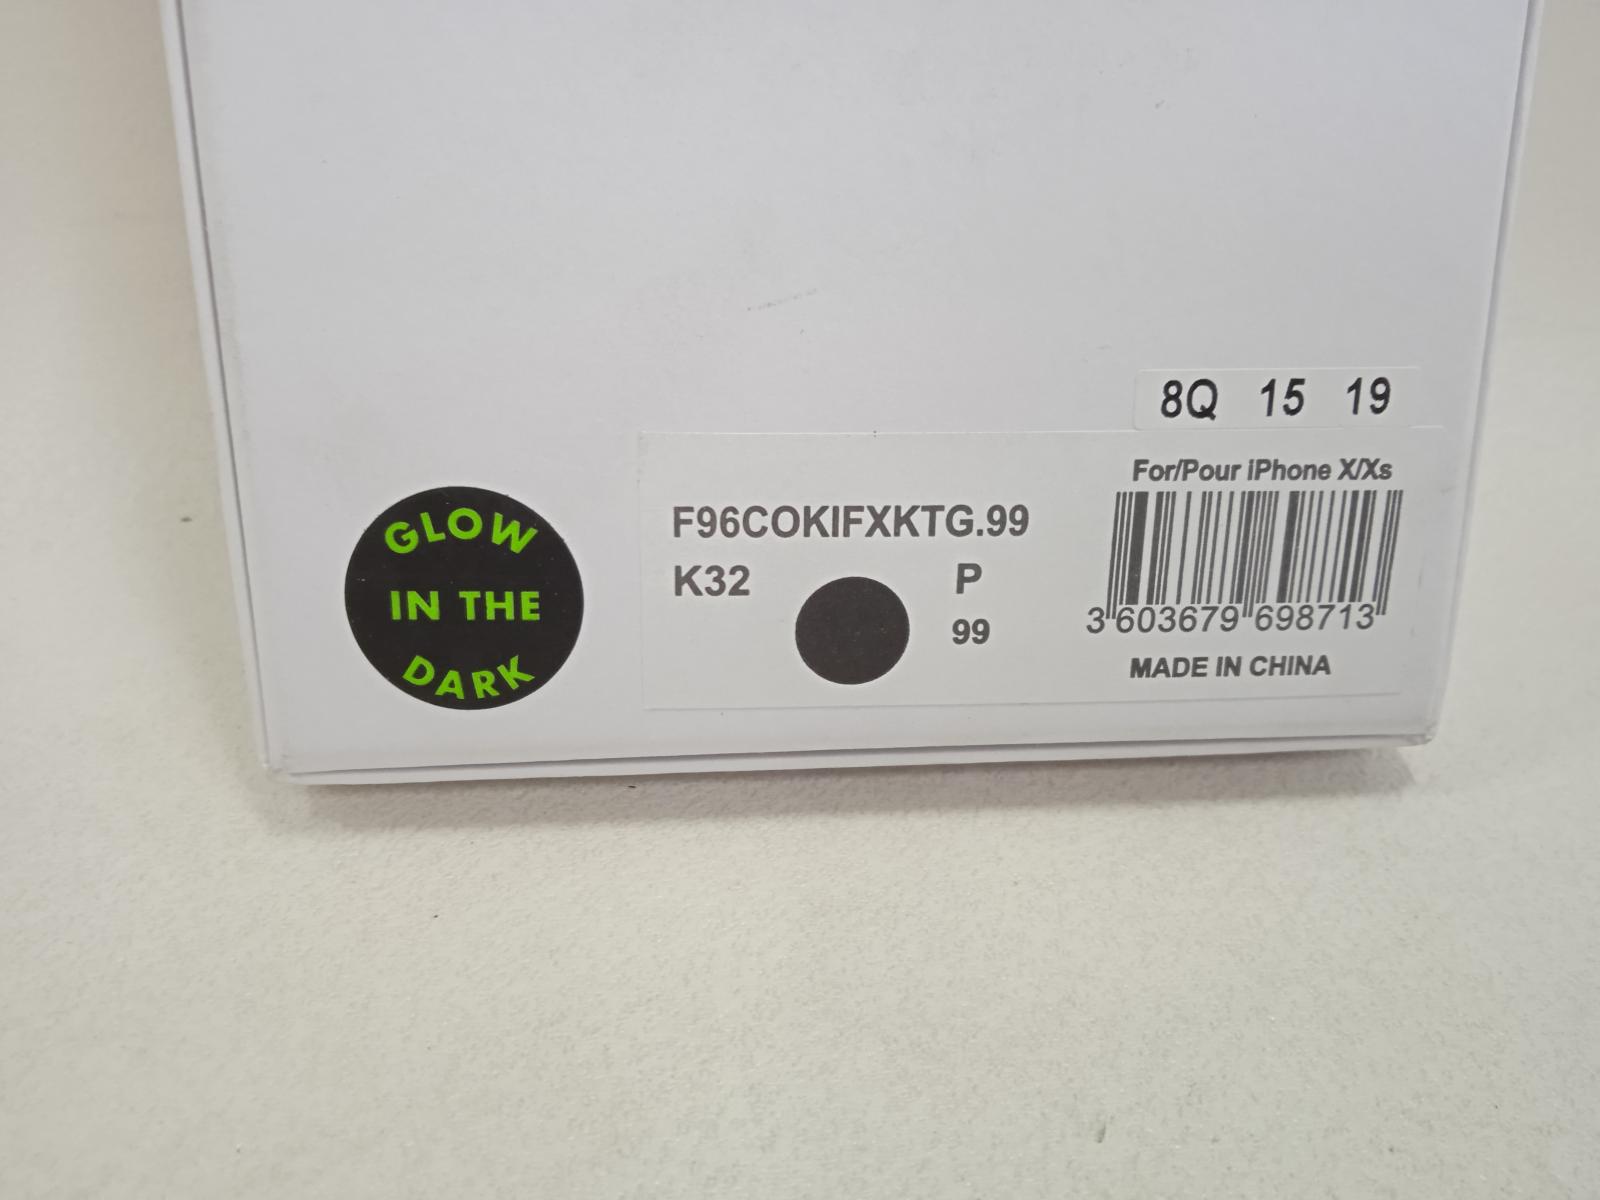 8Q 15 19
For/Pour iPhone X/Xs
F96COKIFXKTG.99
K32 P
99
3 603679 698713
MADE IN CHINA
GLOW
IN THE
DARK